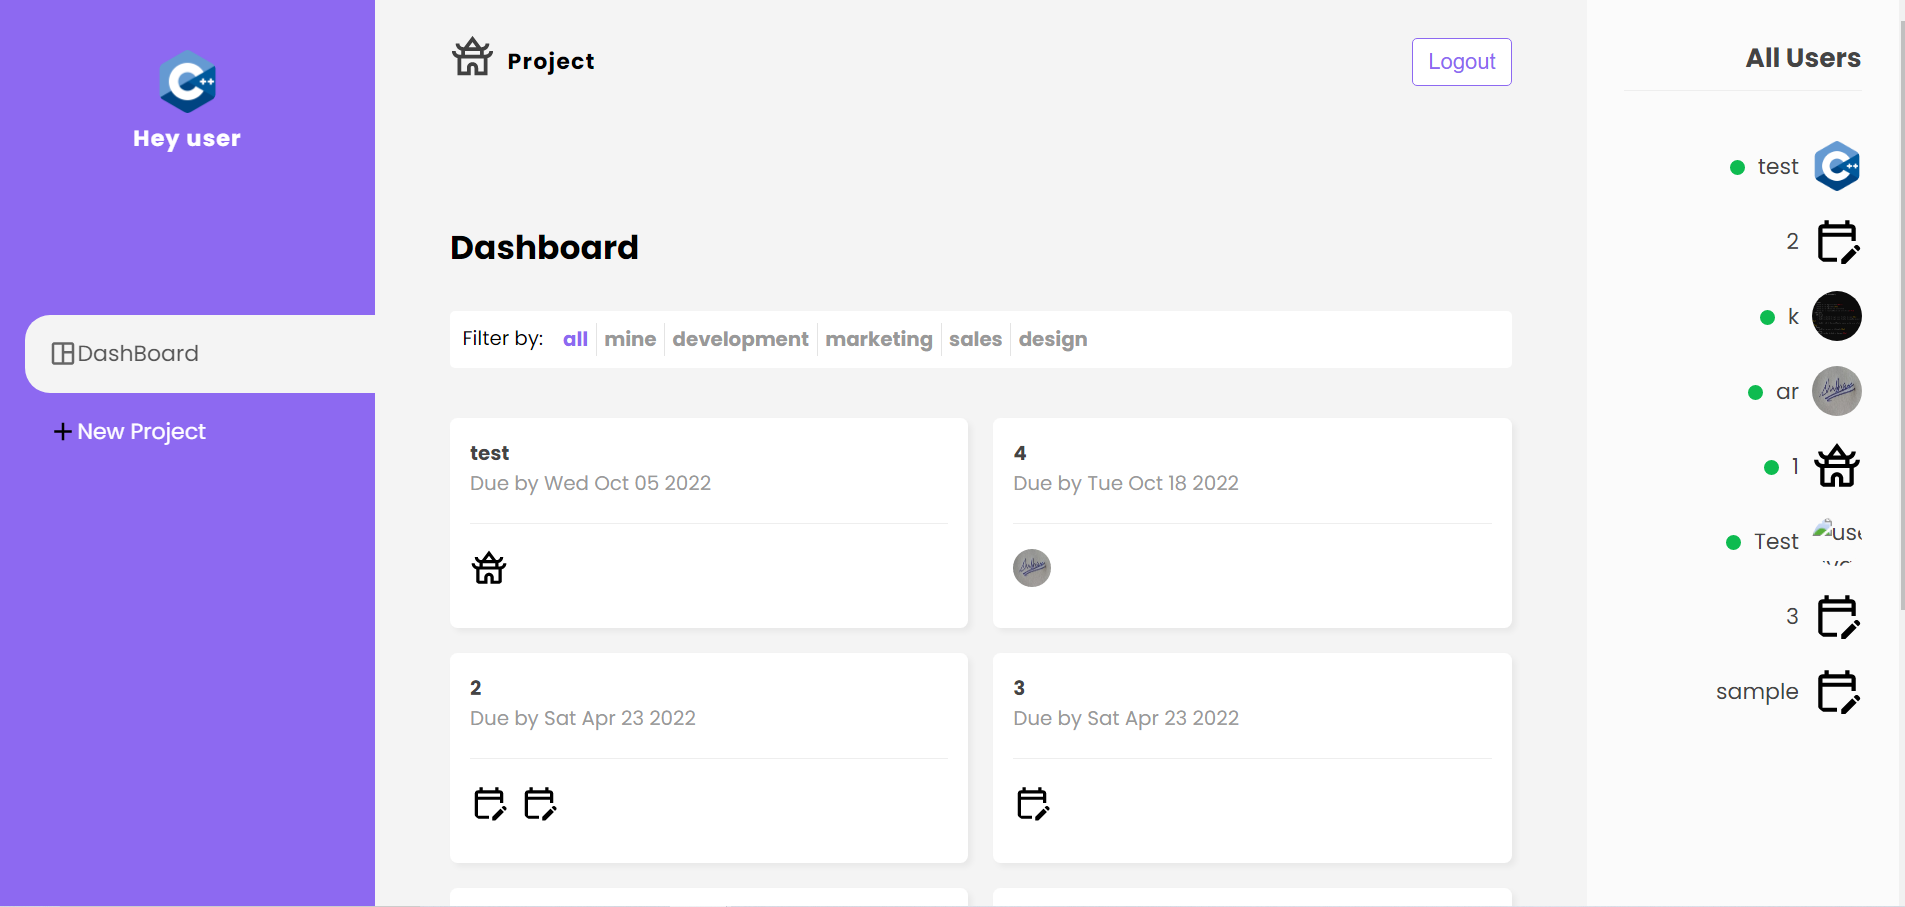 Hey user
DashBoard
New Project
Project
Logout
Dashboard
Filter by: all mine development marketing sales design
test
Due by Wed Oct 05 2022
4
Due by Tue Oct 18 2022
2
Due by Sat Apr 23 2022
3
Due by Sat Apr 23 2022
All Users
test
2
k
ar
1
Test
3
sample